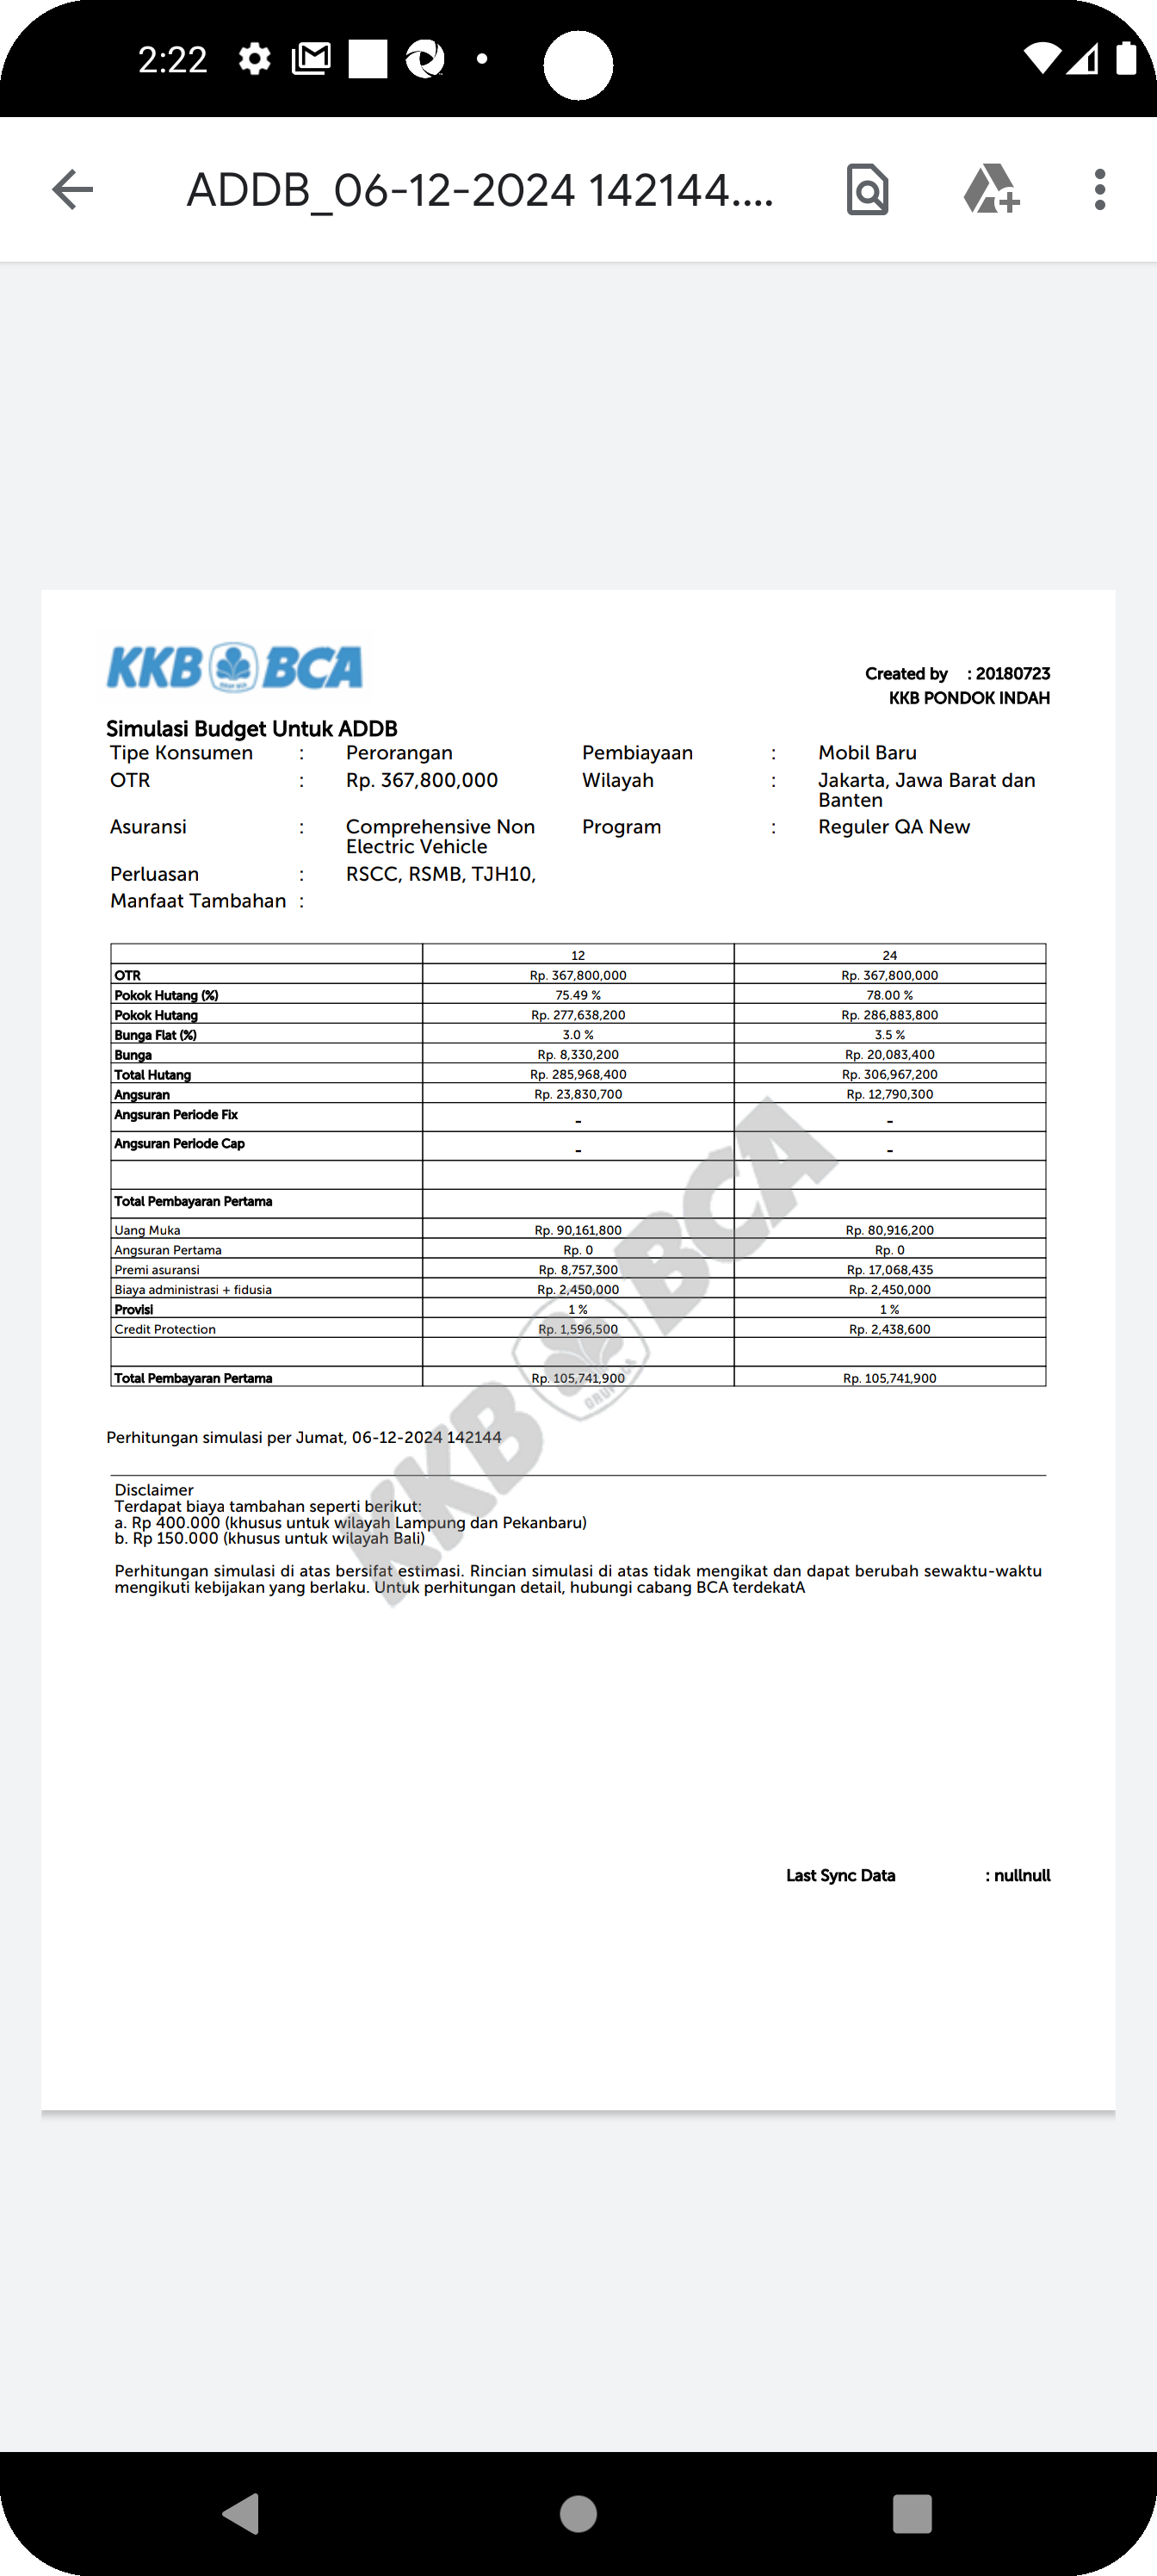 2:22
ADDB_06-12-2024 142144....
KKB BCA
Created by : 20180723
KKB PONDOK INDAH
Simulasi Budget Untuk ADDB
Tipe Konsumen : Perorangan Pembiayaan : Mobil Baru
OTR : Rp. 367,800,000 Wilayah : Jakarta, Jawa Barat dan
Banten
Asuransi : Comprehensive Non Program : Reguler QA New
Electric Vehicle
Perluasan : RSCC, RSMB, TJH10,
Manfaat Tambahan :
12 24
OTR Rp. 367,800,000 Rp. 367,800,000
Pokok Hutang (%) 75.49 % 78.00 %
Pokok Hutang Rp. 277,638,200 Rp. 286,883,800
Bunga Flat (%) 3.0 % 3.5 %
Bunga Rp. 8,330,200 Rp. 20,083,400
Total Hutang Rp. 285,968,400 Rp. 306,967,200
Angsuran Rp. 23,830,700 Rp. 12,790,300
Angsuran Periode Fix - -
Angsuran Periode Cap - -
Total Pembayaran Pertama
Uang Muka Rp. 90,161,800 Rp. 80,916,200
Angsuran Pertama Rp. 0 Rp. 0
Premi asuransi Rp. 8,757,300 Rp. 17,068,435
Biaya administrasi + fidusia Rp. 2,450,000 Rp. 2,450,000
Provisi 1 % 1 %
Credit Protection Rp. 1,596,500 Rp. 2,438,600
Total Pembayaran Pertama Rp. 105,741,900 Rp. 105,741,900
KKB BCA
GRUP BCA
Perhitungan simulasi per Jumat, 06-12-2024 142144
Disclaimer
Terdapat biaya tambahan seperti berikut:
a. Rp 400.000 (khusus untuk wilayah Lampung dan Pekanbaru)
b. Rp 150.000 (khusus untuk wilayah Bali)
Perhitungan simulasi di atas bersifat estimasi. Rincian simulasi di atas tidak mengikat dan dapat berubah sewaktu-waktu
mengikuti kebijakan yang berlaku. Untuk perhitungan detail, hubungi cabang BCA terdekatA
Last Sync Data : nullnull